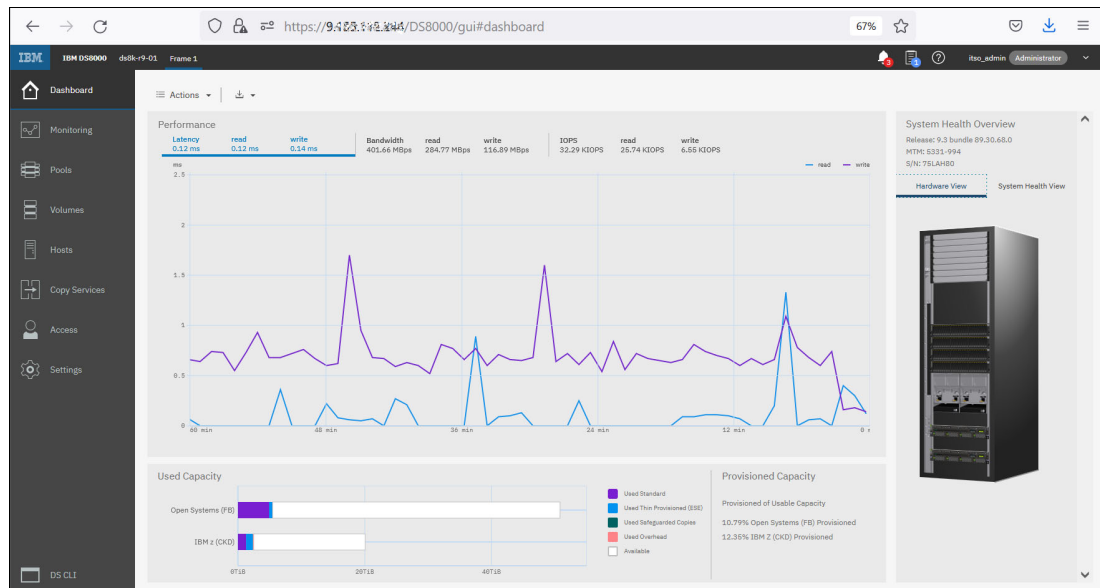 /DS8000/gui#dashboard
67%
IBM IBM DS8000 ds8k-r9-01 Frame 1
3 1 itso_admin Administrator
Dashboard
Monitoring
Pools
Volumes
Hosts
Copy Services
Access
Settings
DS CLI
Actions
Performance
Latency read write Bandwidth read write IOPS read write
0.12 ms 0.12 ms 0.14 ms 401.66 MBps 284.77 MBps 116.89 MBps 32.29 KIOPS 25.74 KIOPS 6.55 KIOPS
ms
read write
2.5
2
1.5
1
0.5
0
60 min 48 min 36 min 24 min 12 min 0
Used Capacity
Open Systems (FB)
IBM z (CKD)
0TiB 20TiB 40TiB
Used Standard
Used Thin Provisioned (ESE)
Used Safeguarded Copies
Used Overhead
Available
Provisioned Capacity
Provisioned of Usable Capacity
10.79% Open Systems (FB) Provisioned
12.35% IBM Z (CKD) Provisioned
System Health Overview
Release: 9.3 bundle 89.30.68.0
MTM: 5331-994
S/N: 75LAH80
Hardware View System Health View